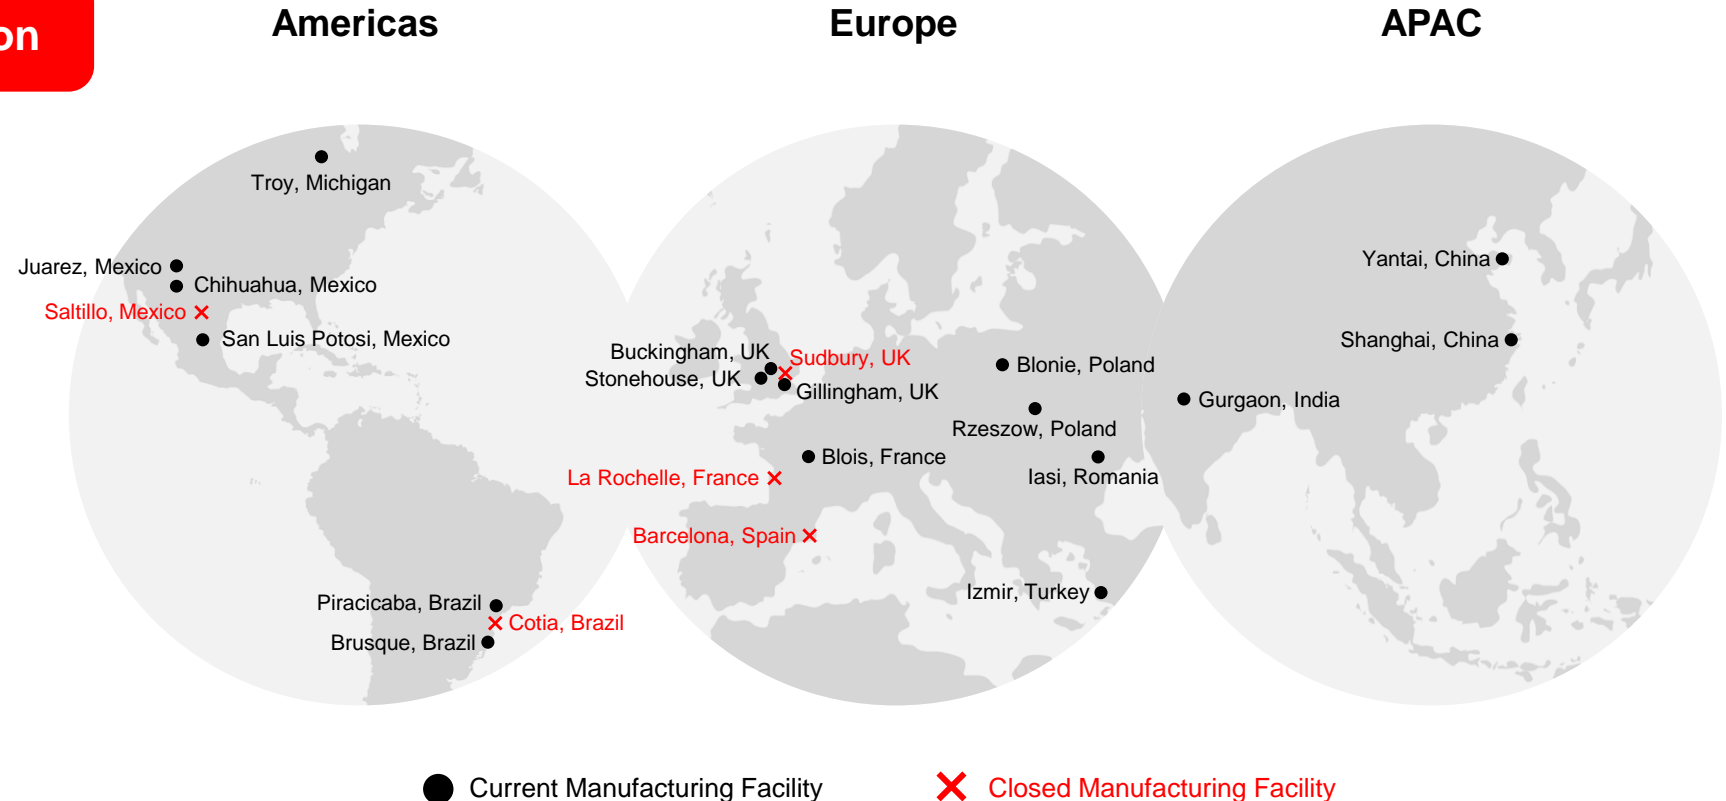 on
Americas
Europe
APAC
Troy, Michigan
Juarez, Mexico
Chihuahua, Mexico
Saltillo, Mexico
San Luis Potosi, Mexico
Piracicaba, Brazil
Cotia, Brazil
Brusque, Brazil
Buckingham, UK
Sudbury, UK
Stonehouse, UK
Gillingham, UK
Blonie, Poland
Rzeszow, Poland
Blois, France
La Rochelle, France
Iasi, Romania
Barcelona, Spain
Izmir, Turkey
Yantai, China
Shanghai, China
Gurgaon, India
Current Manufacturing Facility
Closed Manufacturing Facility